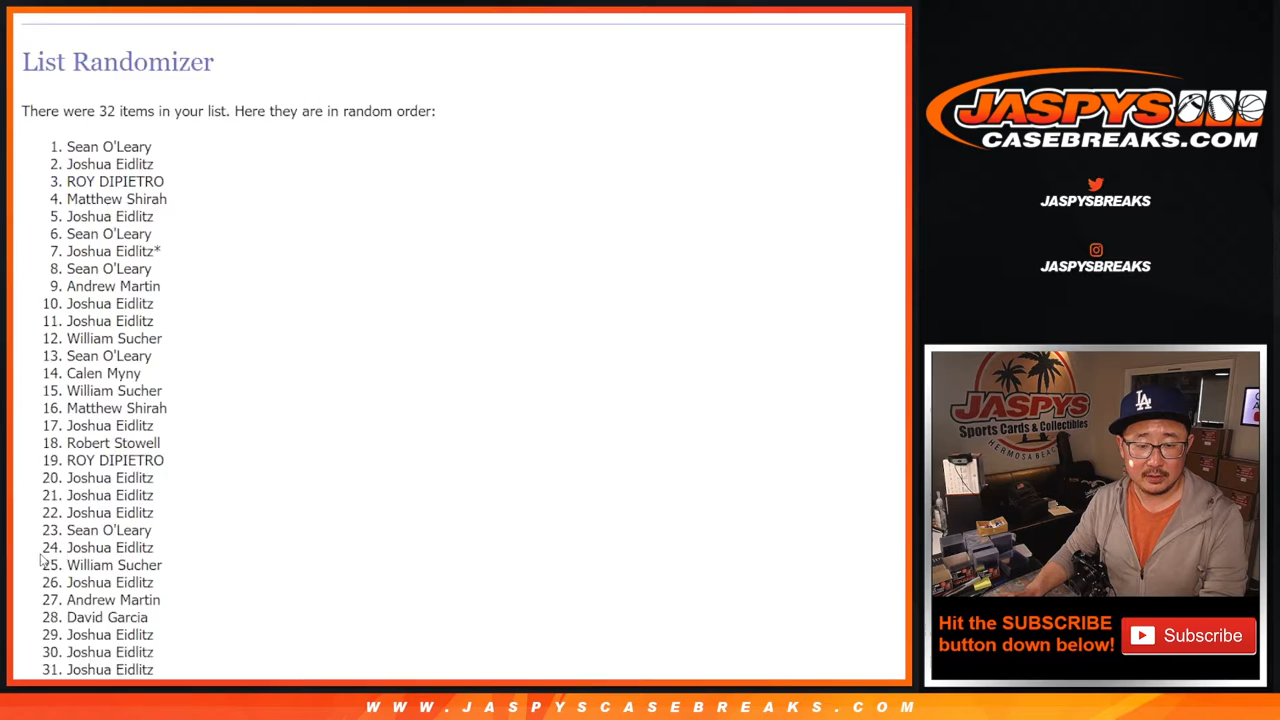 List Randomizer
There were 32 items in your list. Here they are in random order:
1. Sean O'Leary
2. Joshua Eidlitz
3. ROY DIPIETRO
4. Matthew Shirah
5. Joshua Eidlitz
6. Sean O'Leary
7. Joshua Eidlitz*
8. Sean O'Leary
9. Andrew Martin
10. Joshua Eidlitz
11. Joshua Eidlitz
12. William Sucher
13. Sean O'Leary
14. Calen Myny
15. William Sucher
16. Matthew Shirah
17. Joshua Eidlitz
18. Robert Stowell
19. ROY DIPIETRO
20. Joshua Eidlitz
21. Joshua Eidlitz
22. Joshua Eidlitz
23. Sean O'Leary
24. Joshua Eidlitz
25. William Sucher
26. Joshua Eidlitz
27. Andrew Martin
28. David Garcia
29. Joshua Eidlitz
30. Joshua Eidlitz
31. Joshua Eidlitz
JASPYS
CASEBREAKS.COM
JASPYSBREAKS
JASPYSBREAKS
JASPYS
Sports Cards & Collectibles
HERMOSA BEACH
LA
Hit the SUBSCRIBE
button down below!
Subscribe
WWW.JASPYSCASEBREAKS.COM